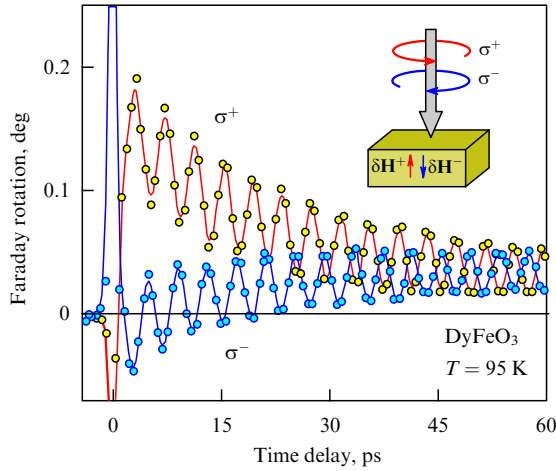 0.2
0.1
0
Faraday rotation, deg
σ⁺
σ⁻
σ⁺
σ⁻
δH⁺ δH⁻
DyFeO₃
T = 95 K
0 15 30 45 60
Time delay, ps